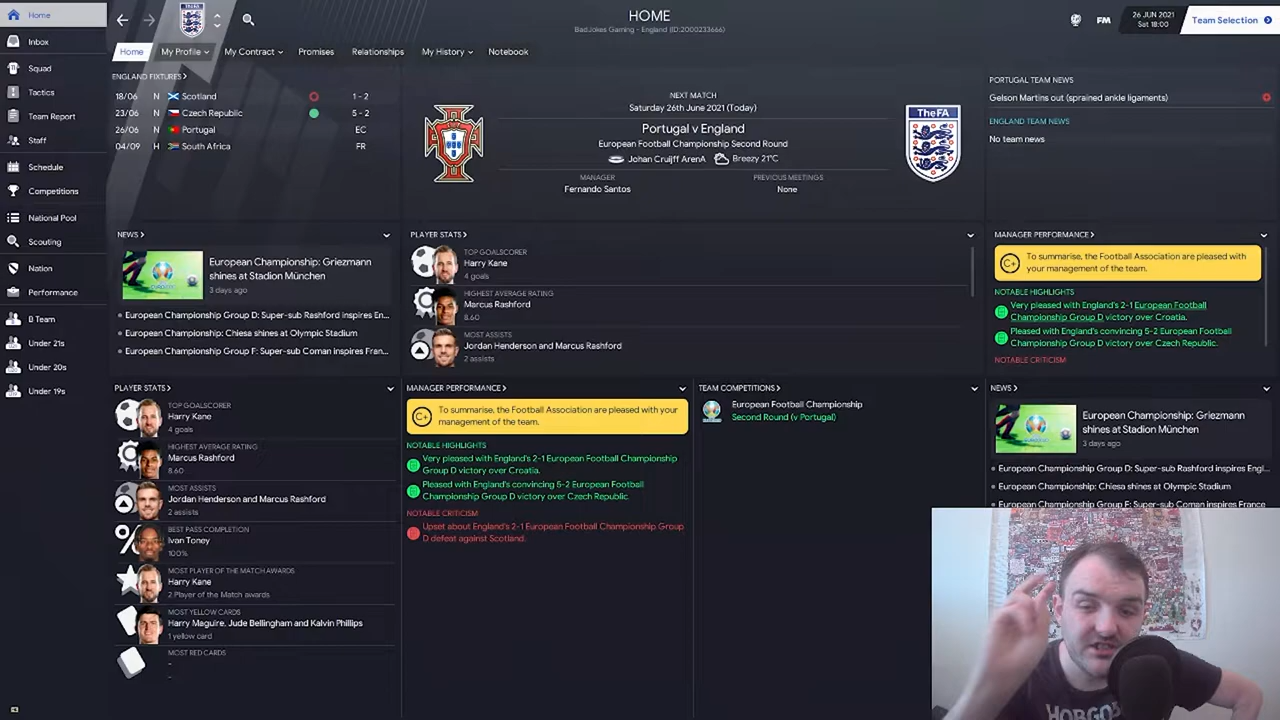 Home
Inbox
Squad
Tactics
Team Report
Staff
Schedule
Competitions
National Pool
Scouting
Nation
Performance
B Team
Under 21s
Under 20s
Under 19s
TheFA
HOME
BadJokes Gaming - England (ID:2000233666)
FM
26 JUN 2021
Sat 18:00
Team Selection
Home
My Profile
My Contract
Promises
Relationships
My History
Notebook
ENGLAND FIXTURES
18/06 N Scotland 1 - 2
23/06 N Czech Republic 5 - 2
26/06 N Portugal EC
04/09 H South Africa FR
NEXT MATCH
Saturday 26th June 2021 (Today)
Portugal v England
European Football Championship Second Round
Johan Cruijff ArenA Breezy 21°C
MANAGER
Fernando Santos
PREVIOUS MEETINGS
None
TheFA
PORTUGAL TEAM NEWS
Gelson Martins out (sprained ankle ligaments)
ENGLAND TEAM NEWS
No team news
NEWS
European Championship: Griezmann
shines at Stadion München
3 days ago
European Championship Group D: Super-sub Rashford inspires En...
European Championship: Chiesa shines at Olympic Stadium
European Championship Group F: Super-sub Coman inspires Fran...
PLAYER STATS
TOP GOALSCORER
Harry Kane
4 goals
HIGHEST AVERAGE RATING
Marcus Rashford
8.60
MOST ASSISTS
Jordan Henderson and Marcus Rashford
2 assists
MANAGER PERFORMANCE
C+
To summarise, the Football Association are pleased with
your management of the team.
NOTABLE HIGHLIGHTS
Very pleased with England's 2-1 European Football
Championship Group D victory over Croatia.
Pleased with England's convincing 5-2 European Football
Championship Group D victory over Czech Republic.
NOTABLE CRITICISM
PLAYER STATS
TOP GOALSCORER
Harry Kane
4 goals
HIGHEST AVERAGE RATING
Marcus Rashford
8.60
MOST ASSISTS
Jordan Henderson and Marcus Rashford
2 assists
BEST PASS COMPLETION
Ivan Toney
100%
MOST PLAYER OF THE MATCH AWARDS
Harry Kane
2 Player of the Match awards
MOST YELLOW CARDS
Harry Maguire, Jude Bellingham and Kalvin Phillips
1 yellow card
MOST RED CARDS
-
-
MANAGER PERFORMANCE
C+
To summarise, the Football Association are pleased with your
management of the team.
NOTABLE HIGHLIGHTS
Very pleased with England's 2-1 European Football Championship
Group D victory over Croatia.
Pleased with England's convincing 5-2 European Football
Championship Group D victory over Czech Republic.
NOTABLE CRITICISM
Upset about England's 2-1 European Football Championship Group
D defeat against Scotland.
TEAM COMPETITIONS
European Football Championship
Second Round (v Portugal)
NEWS
European Championship: Griezmann
shines at Stadion München
3 days ago
European Championship Group D: Super-sub Rashford inspires Engl...
European Championship: Chiesa shines at Olympic Stadium
European Championship Group F: Super-sub Coman inspires France